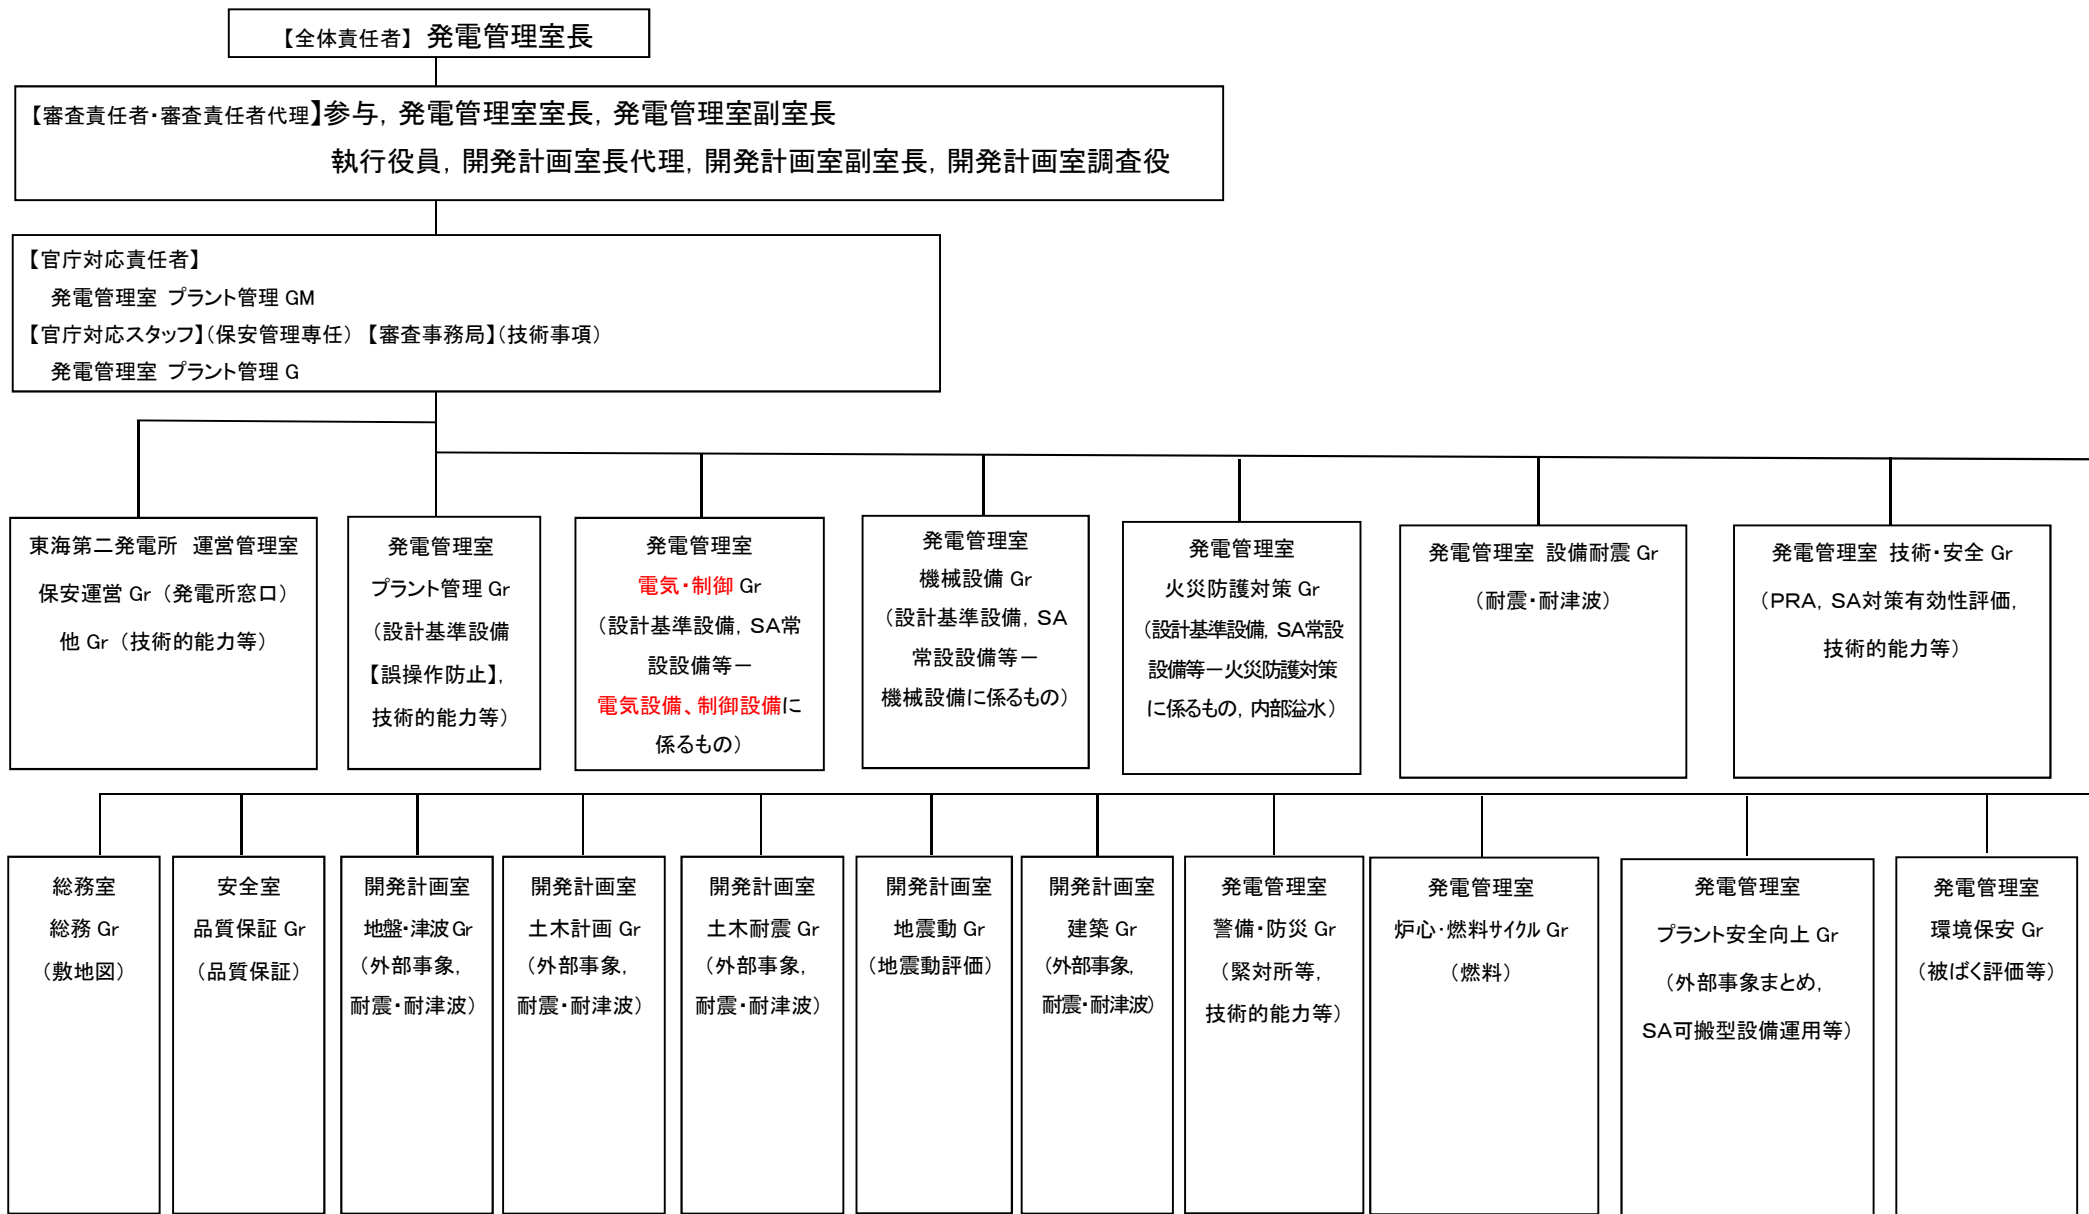 【全体責任者】 発電管理室長
【審査責任者・審査責任者代理】参与, 発電管理室室長, 発電管理室副室長
執行役員, 開発計画室長代理, 開発計画室副室長, 開発計画室調査役
【官庁対応責任者】
発電管理室 プラント管理 GM
【官庁対応スタッフ】(保安管理専任) 【審査事務局】(技術事項)
発電管理室 プラント管理 G
東海第二発電所 運営管理室
保安運営 Gr (発電所窓口)
他 Gr (技術的能力等)
発電管理室
プラント管理 Gr
(設計基準設備
【誤操作防止】,
技術的能力等)
発電管理室
電気・制御 Gr
(設計基準設備, SA常
設設備等－
電気設備、制御設備に
係るもの)
発電管理室
機械設備 Gr
(設計基準設備, SA
常設設備等－
機械設備に係るもの)
発電管理室
火災防護対策 Gr
(設計基準設備, SA常設
設備等－火災防護対策
に係るもの, 内部溢水)
発電管理室 設備耐震 Gr
(耐震・耐津波)
発電管理室 技術・安全 Gr
(PRA, SA対策有効性評価,
技術的能力等)
総務室
総務 Gr
(敷地図)
安全室
品質保証 Gr
(品質保証)
開発計画室
地盤・津波 Gr
(外部事象,
耐震・耐津波)
開発計画室
土木計画 Gr
(外部事象,
耐震・耐津波)
開発計画室
土木耐震 Gr
(外部事象,
耐震・耐津波)
開発計画室
地震動 Gr
(地震動評価)
開発計画室
建築 Gr
(外部事象,
耐震・耐津波)
発電管理室
警備・防災 Gr
(緊対所等,
技術的能力等)
発電管理室
炉心・燃料サイクル Gr
(燃料)
発電管理室
プラント安全向上 Gr
(外部事象まとめ,
SA可搬型設備運用等)
発電管理室
環境保安 Gr
(被ばく評価等)